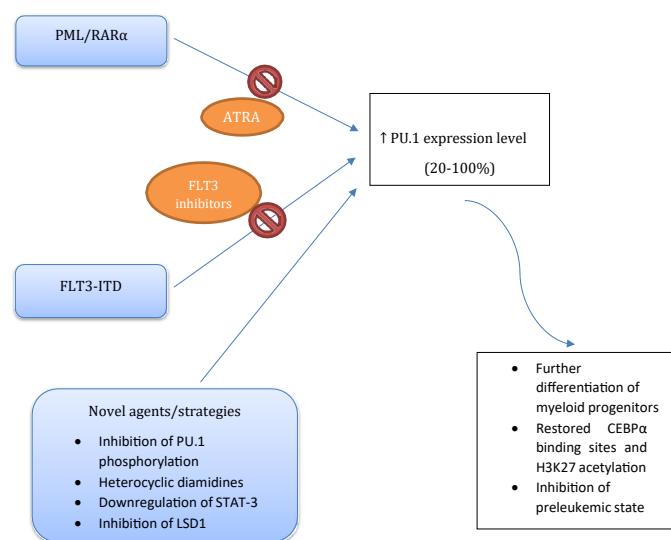 PML/RARα
ATRA
↑ PU.1 expression level
(20-100%)
FLT3
inhibitors
FLT3-ITD
Novel agents/strategies
• Inhibition of PU.1
phosphorylation
• Heterocyclic diamidines
• Downregulation of STAT-3
• Inhibition of LSD1
• Further
differentiation of
myeloid progenitors
• Restored CEBPα
binding sites and
H3K27 acetylation
• Inhibition of
preleukemic state